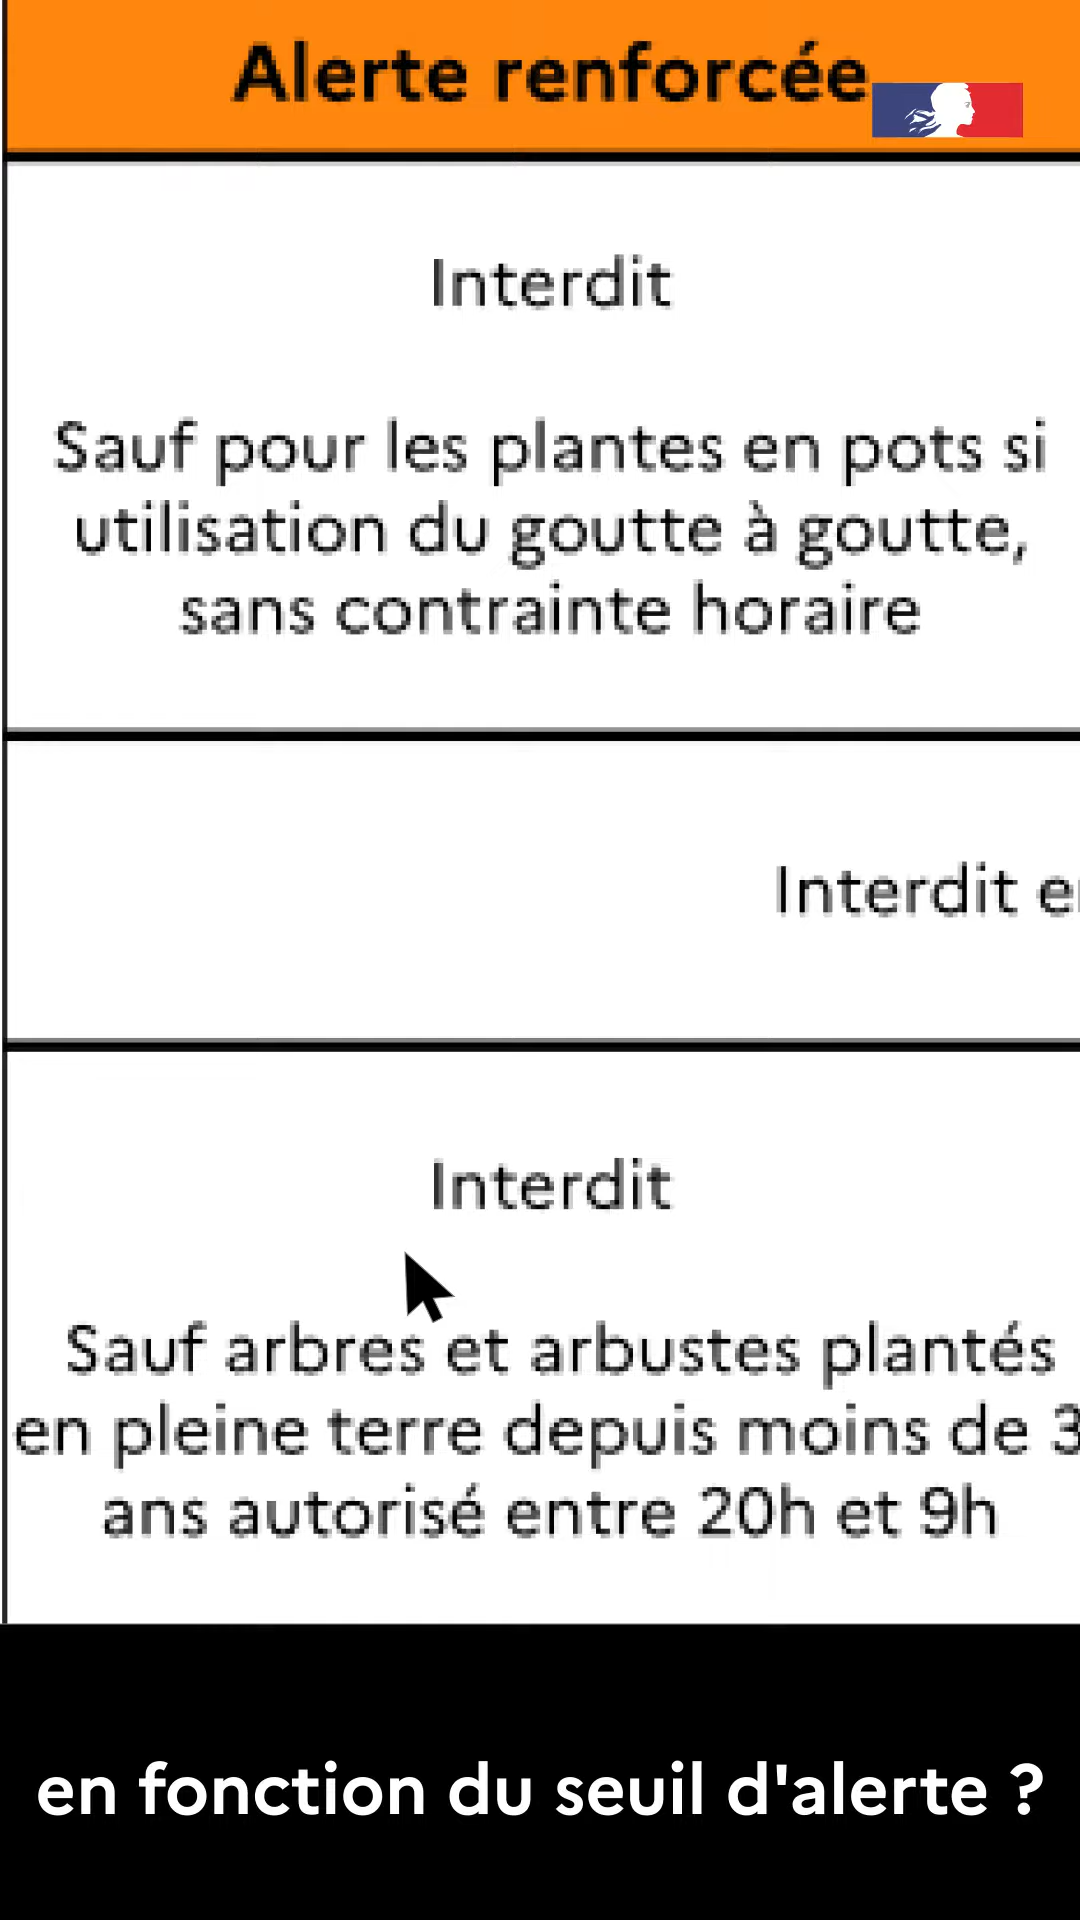 Alerte renforcée
Interdit
Sauf pour les plantes en pots si
utilisation du goutte à goutte,
sans contrainte horaire
Interdit
Interdit
Sauf arbres et arbustes plantés
en pleine terre depuis moins de 3
ans autorisé entre 20h et 9h
en fonction du seuil d'alerte ?